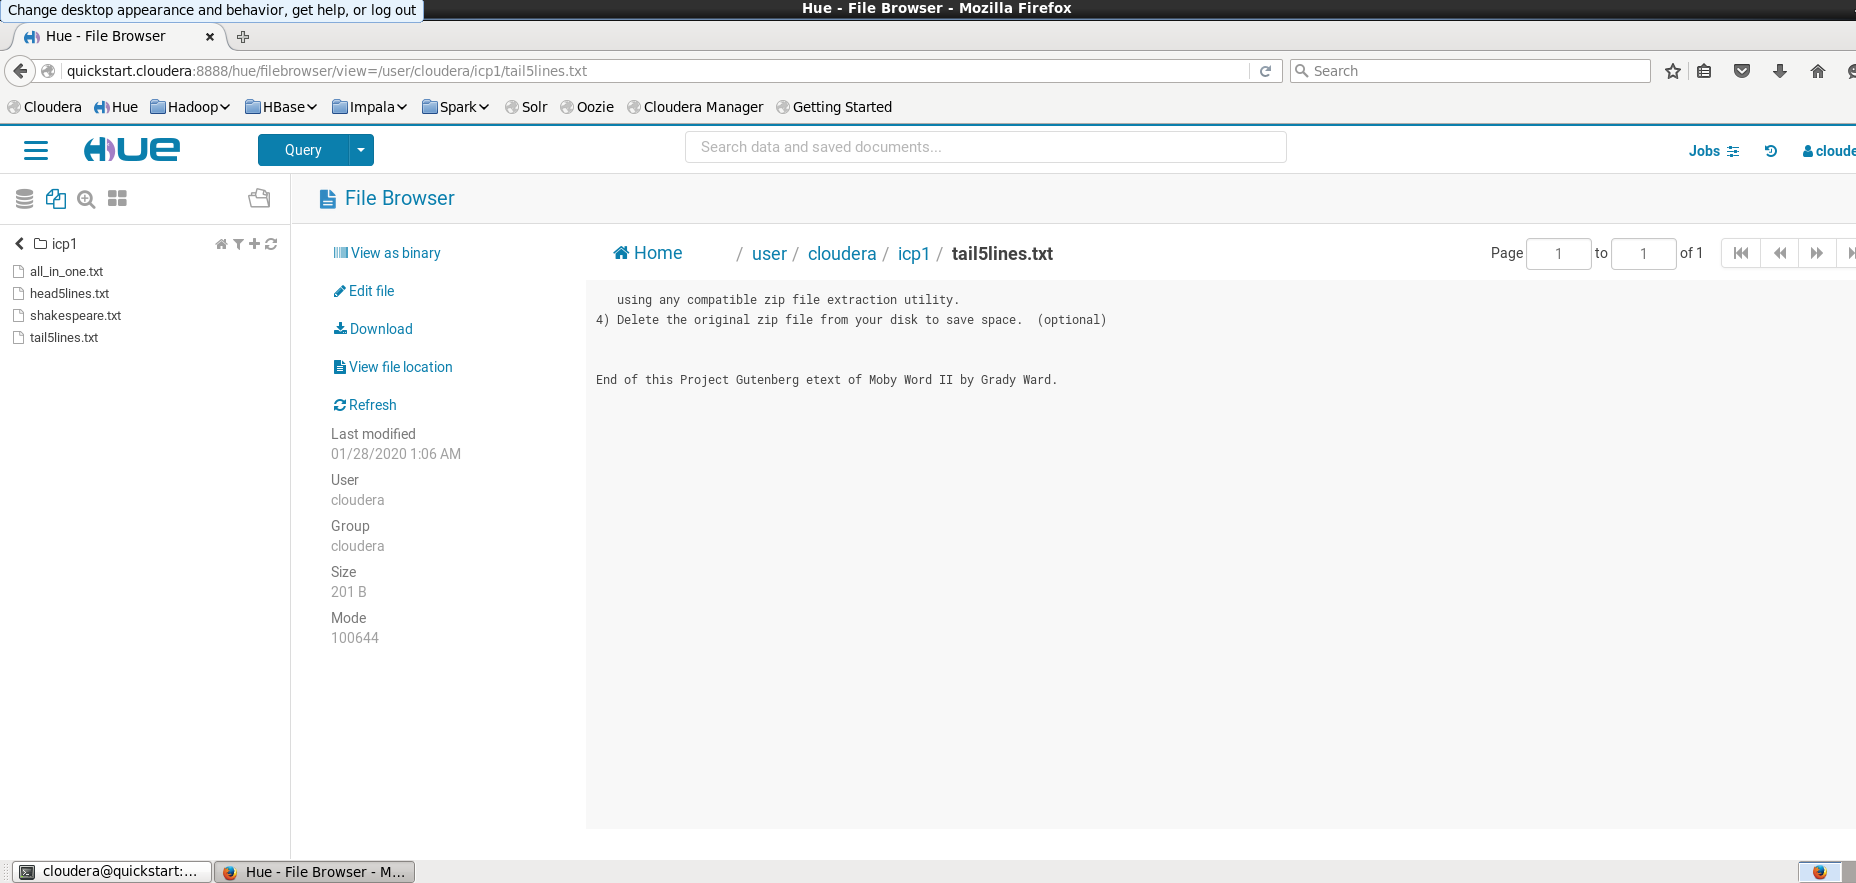 Change desktop appearance and behavior, get help, or log out
Hue - File Browser - Mozilla Firefox
Hue - File Browser
quickstart.cloudera:8888/hue/filebrowser/view=/user/cloudera/icp1/tail5lines.txt
Search
Cloudera Hue Hadoop HBase Impala Spark Solr Oozie Cloudera Manager Getting Started
HUE
Query
Search data and saved documents...
Jobs
File Browser
icp1
all_in_one.txt
head5lines.txt
shakespeare.txt
tail5lines.txt
View as binary
Edit file
Download
View file location
Refresh
Last modified
01/28/2020 1:06 AM
User
cloudera
Group
cloudera
Size
201 B
Mode
100644
Home / user / cloudera / icp1 / tail5lines.txt
Page 1 to 1 of 1
using any compatible zip file extraction utility.
4) Delete the original zip file from your disk to save space.  (optional)
End of this Project Gutenberg etext of Moby Word II by Grady Ward.
cloudera@quickstart:...
Hue - File Browser - M...